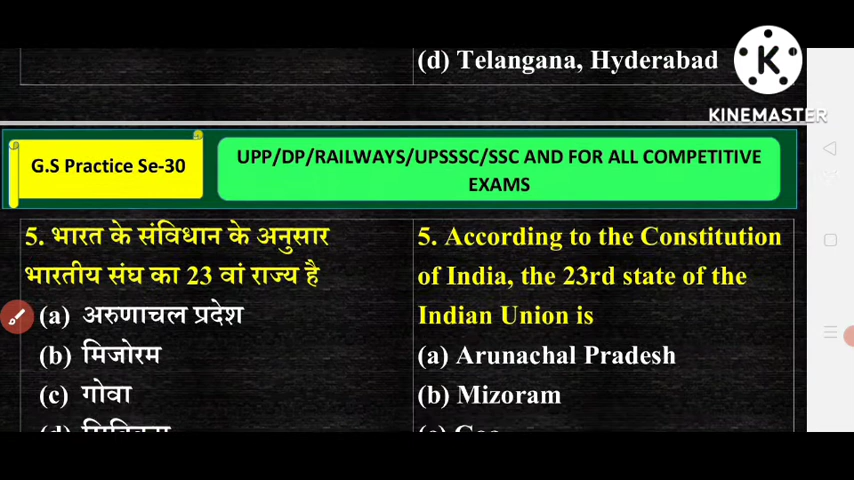 (d) Telangana, Hyderabad
K
KINEMASTER
G.S Practice Se-30
UPP/DP/RAILWAYS/UPSSSC/SSC AND FOR ALL COMPETITIVE
EXAMS
5. भारत के संविधान के अनुसार
भारतीय संघ का 23 वां राज्य है
(a) अरुणाचल प्रदेश
(b) मिजोरम
(c) गोवा
5. According to the Constitution
of India, the 23rd state of the
Indian Union is
(a) Arunachal Pradesh
(b) Mizoram